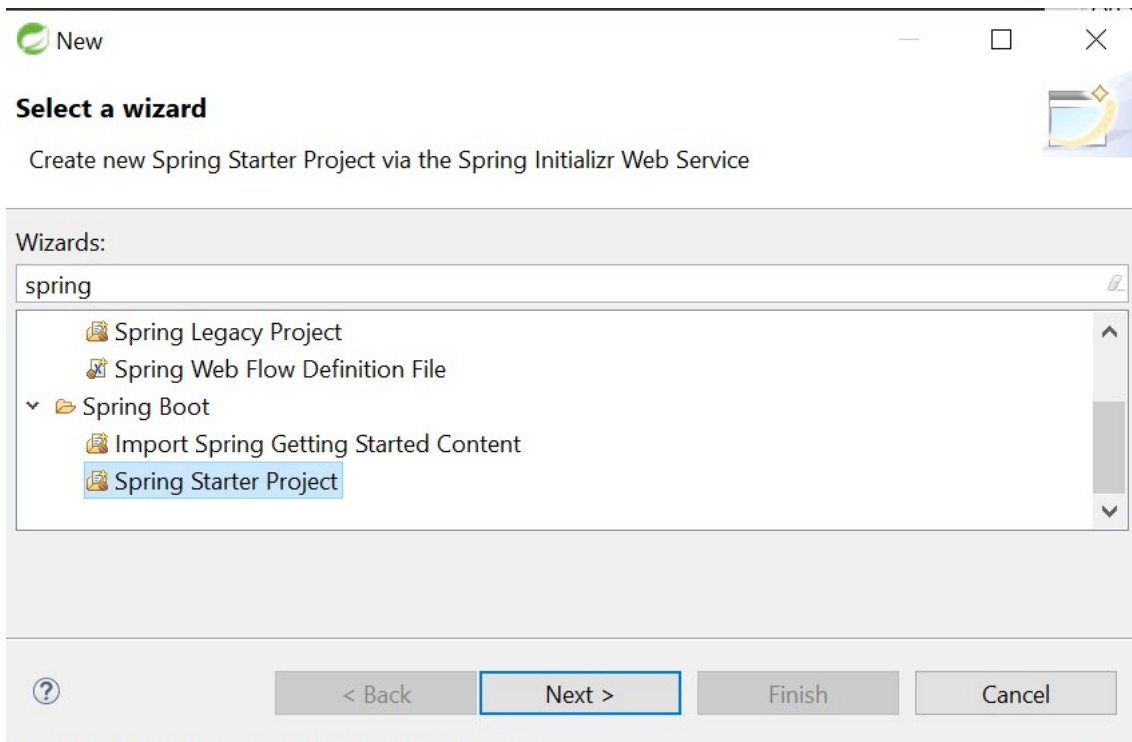 New
Select a wizard
Create new Spring Starter Project via the Spring Initializr Web Service
Wizards:
spring
Spring Legacy Project
Spring Web Flow Definition File
Spring Boot
Import Spring Getting Started Content
Spring Starter Project
< Back Next > Finish Cancel